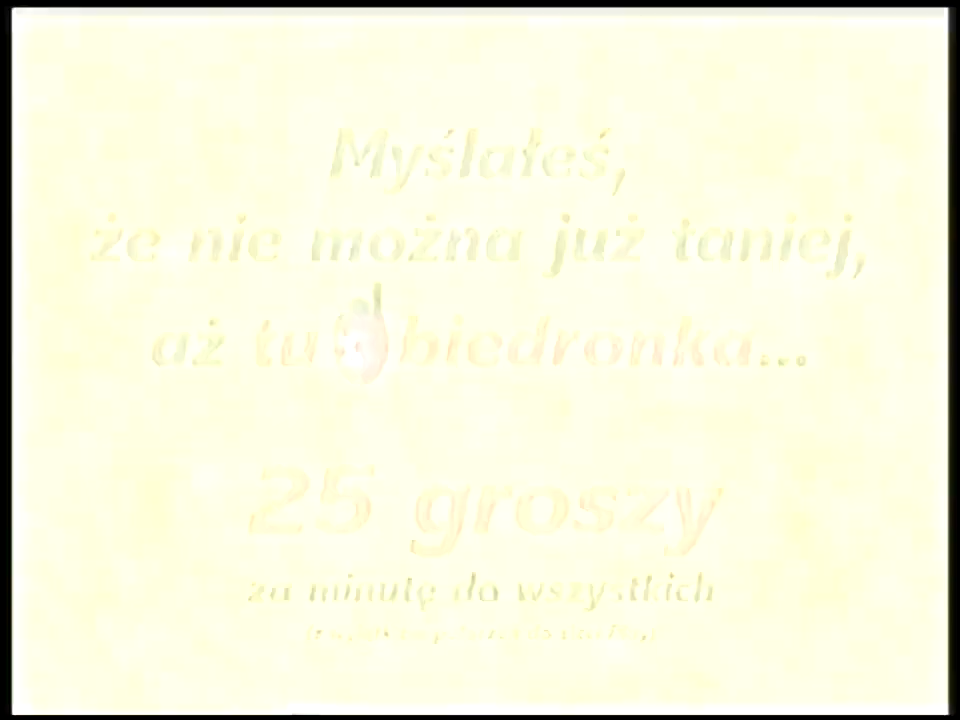 Myślałeś,
że nie można już taniej,
aż tu biedronka...
25 groszy
za minutę do wszystkich